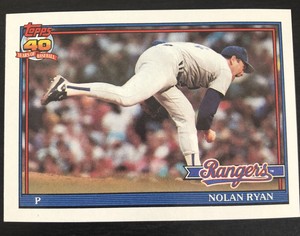 Topps
40
YEARS OF BASEBALL
Rangers
P
NOLAN RYAN